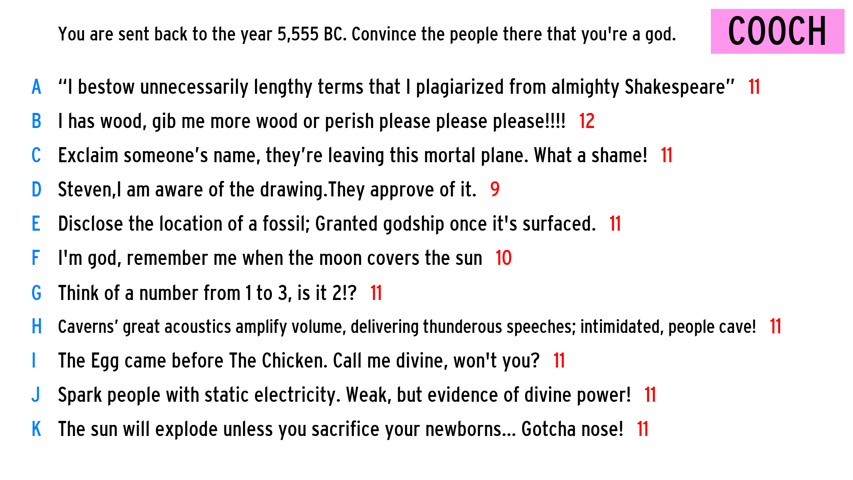 You are sent back to the year 5,555 BC. Convince the people there that you're a god.
COOCH
A “I bestow unnecessarily lengthy terms that I plagiarized from almighty Shakespeare” 11
B I has wood, gib me more wood or perish please please please!!!! 12
C Exclaim someone’s name, they’re leaving this mortal plane. What a shame! 11
D Steven,I am aware of the drawing.They approve of it. 9
E Disclose the location of a fossil; Granted godship once it's surfaced. 11
F I'm god, remember me when the moon covers the sun 10
G Think of a number from 1 to 3, is it 2!? 11
H Caverns’ great acoustics amplify volume, delivering thunderous speeches; intimidated, people cave! 11
I The Egg came before The Chicken. Call me divine, won't you? 11
J Spark people with static electricity. Weak, but evidence of divine power! 11
K The sun will explode unless you sacrifice your newborns... Gotcha nose! 11